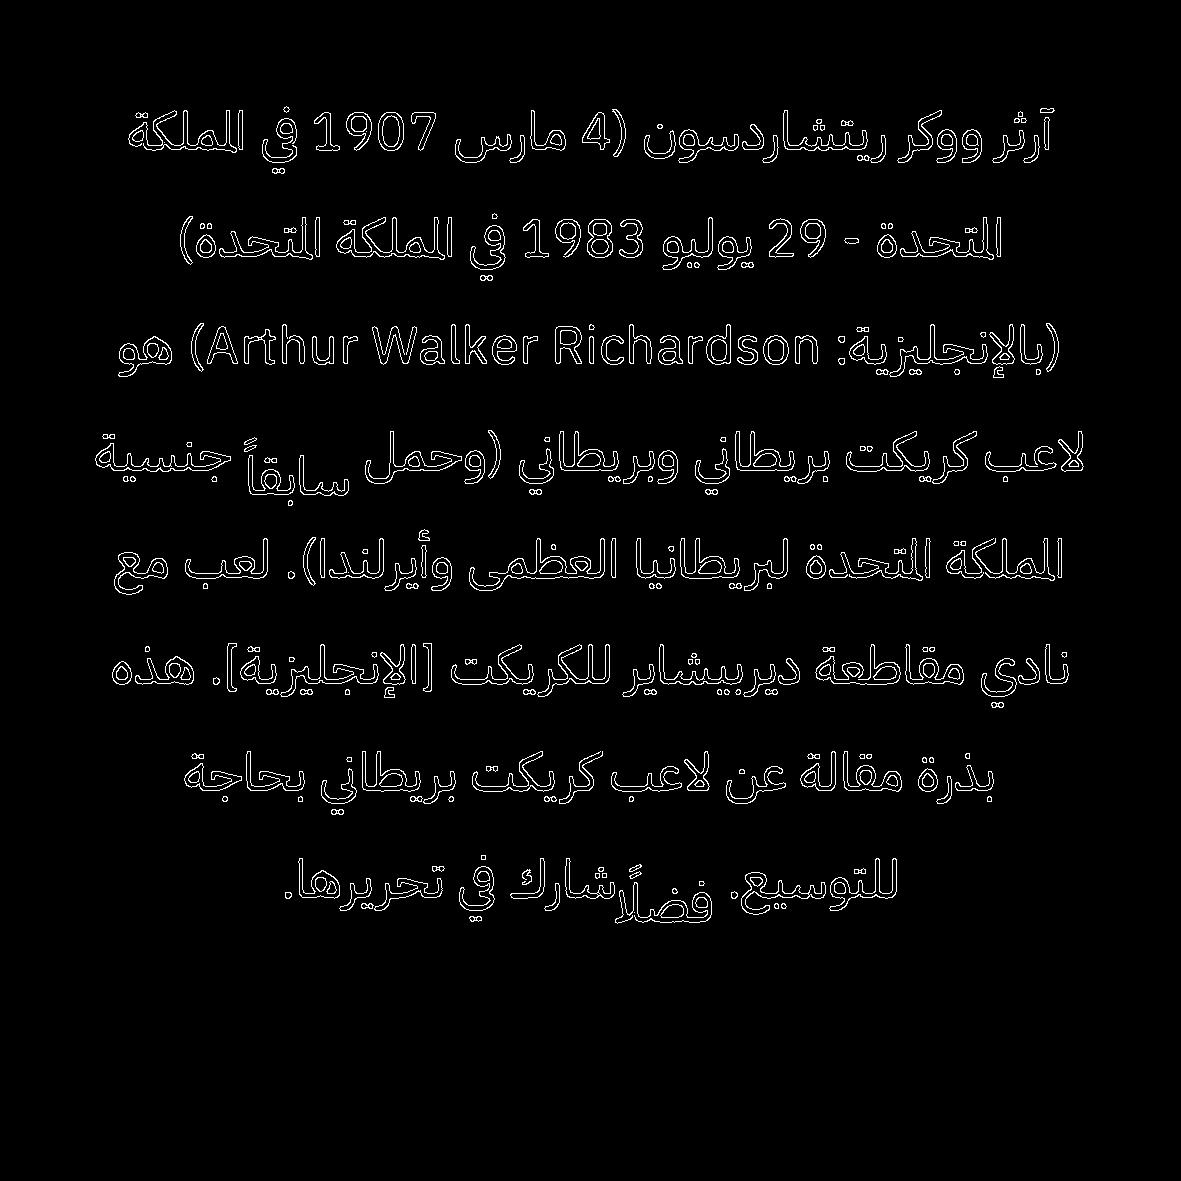 آرثر ووكر ريتشاردسون (4 مارس 1907 في المملكة
المتحدة - 29 يوليو 1983 في المملكة المتحدة)
(بالإنجليزية: Arthur Walker Richardson) هو
لاعب كريكت بريطاني وبريطاني (وحمل سابقاً جنسية
المملكة المتحدة لبريطانيا العظمى وأيرلندا). لعب مع
نادي مقاطعة ديربيشاير للكريكت [الإنجليزية]. هذه
بذرة مقالة عن لاعب كريكت بريطاني بحاجة
للتوسيع. فضلًا شارك في تحريرها.